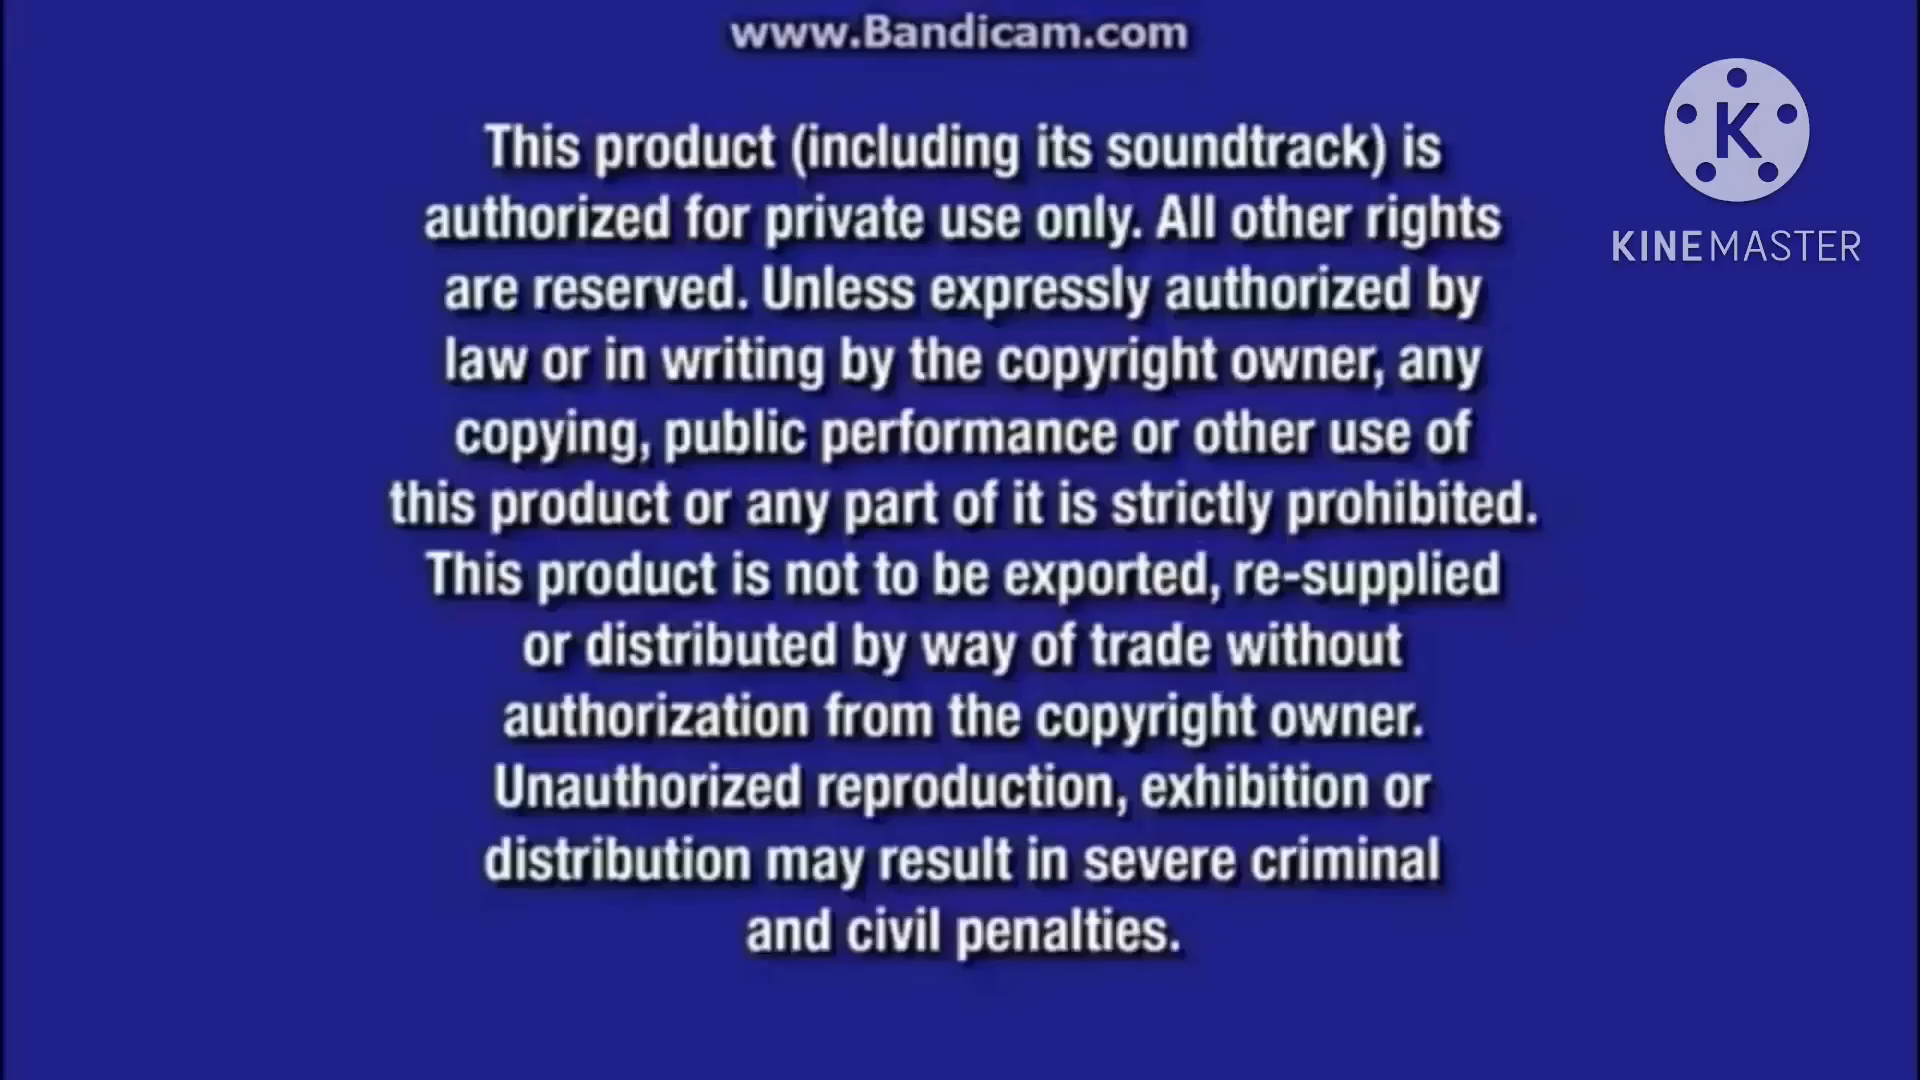 www.Bandicam.com
This product (including its soundtrack) is
authorized for private use only. All other rights
are reserved. Unless expressly authorized by
law or in writing by the copyright owner, any
copying, public performance or other use of
this product or any part of it is strictly prohibited.
This product is not to be exported, re-supplied
or distributed by way of trade without
authorization from the copyright owner.
Unauthorized reproduction, exhibition or
distribution may result in severe criminal
and civil penalties.
K
KINEMASTER